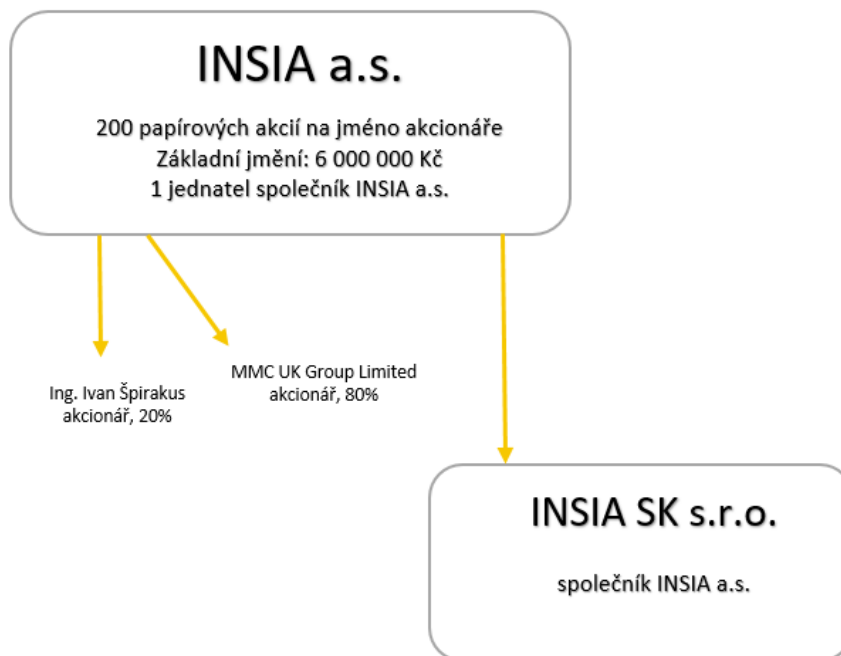 INSIA a.s.
200 papírových akcií na jméno akcionáře
Základní jmění: 6 000 000 Kč
1 jednatel společník INSIA a.s.
Ing. Ivan Špirakus
akcionář, 20%
MMC UK Group Limited
akcionář, 80%
INSIA SK s.r.o.
společník INSIA a.s.